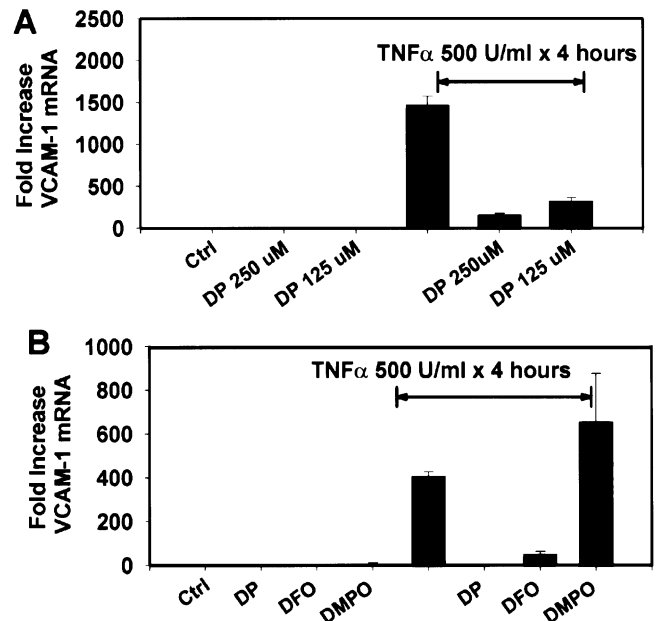 A
Fold Increase
VCAM-1 mRNA
2500
2000
1500
1000
500
0
TNFα 500 U/ml x 4 hours
Ctrl
DP 250 uM
DP 125 uM
DP 250uM
DP 125 uM
B
Fold Increase
VCAM-1 mRNA
1000
800
600
400
200
0
TNFα 500 U/ml x 4 hours
Ctrl
DP
DFO
DMPO
DP
DFO
DMPO